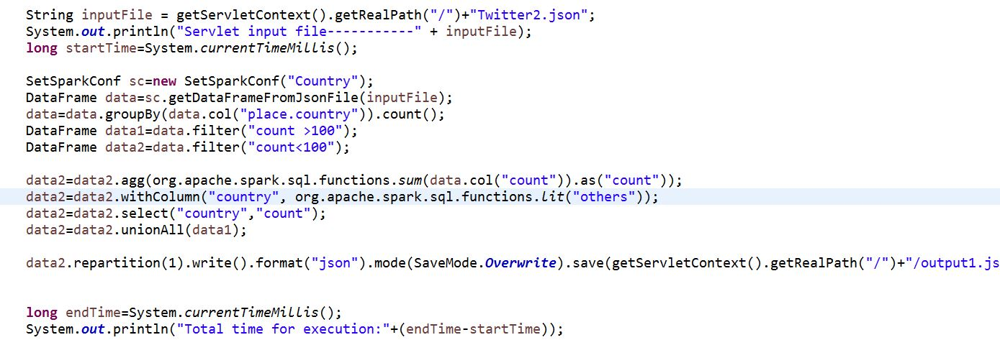 String inputFile = getServletContext().getRealPath("/")+"Twitter2.json";
System.out.println("Servlet input file-----------" + inputFile);
long startTime=System.currentTimeMillis();
SetSparkConf sc=new SetSparkConf("Country");
DataFrame data=sc.getDataFrameFromJsonFile(inputFile);
data=data.groupBy(data.col("place.country")).count();
DataFrame data1=data.filter("count >100");
DataFrame data2=data.filter("count<100");
data2=data2.agg(org.apache.spark.sql.functions.sum(data.col("count")).as("count"));
data2=data2.withColumn("country", org.apache.spark.sql.functions.lit("others"));
data2=data2.select("country","count");
data2=data2.unionAll(data1);
data2.repartition(1).write().format("json").mode(SaveMode.Overwrite).save(getServletContext().getRealPath("/")+"/output1.js
long endTime=System.currentTimeMillis();
System.out.println("Total time for execution:"+(endTime-startTime));